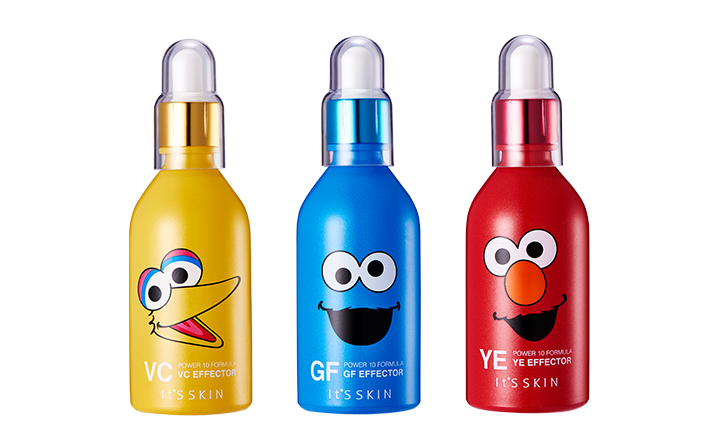 VC POWER 10 FORMULA
VC EFFECTOR
It'S SKIN
GF POWER 10 FORMULA
GF EFFECTOR
It'S SKIN
YE POWER 10 FORMULA
YE EFFECTOR
It'S SKIN